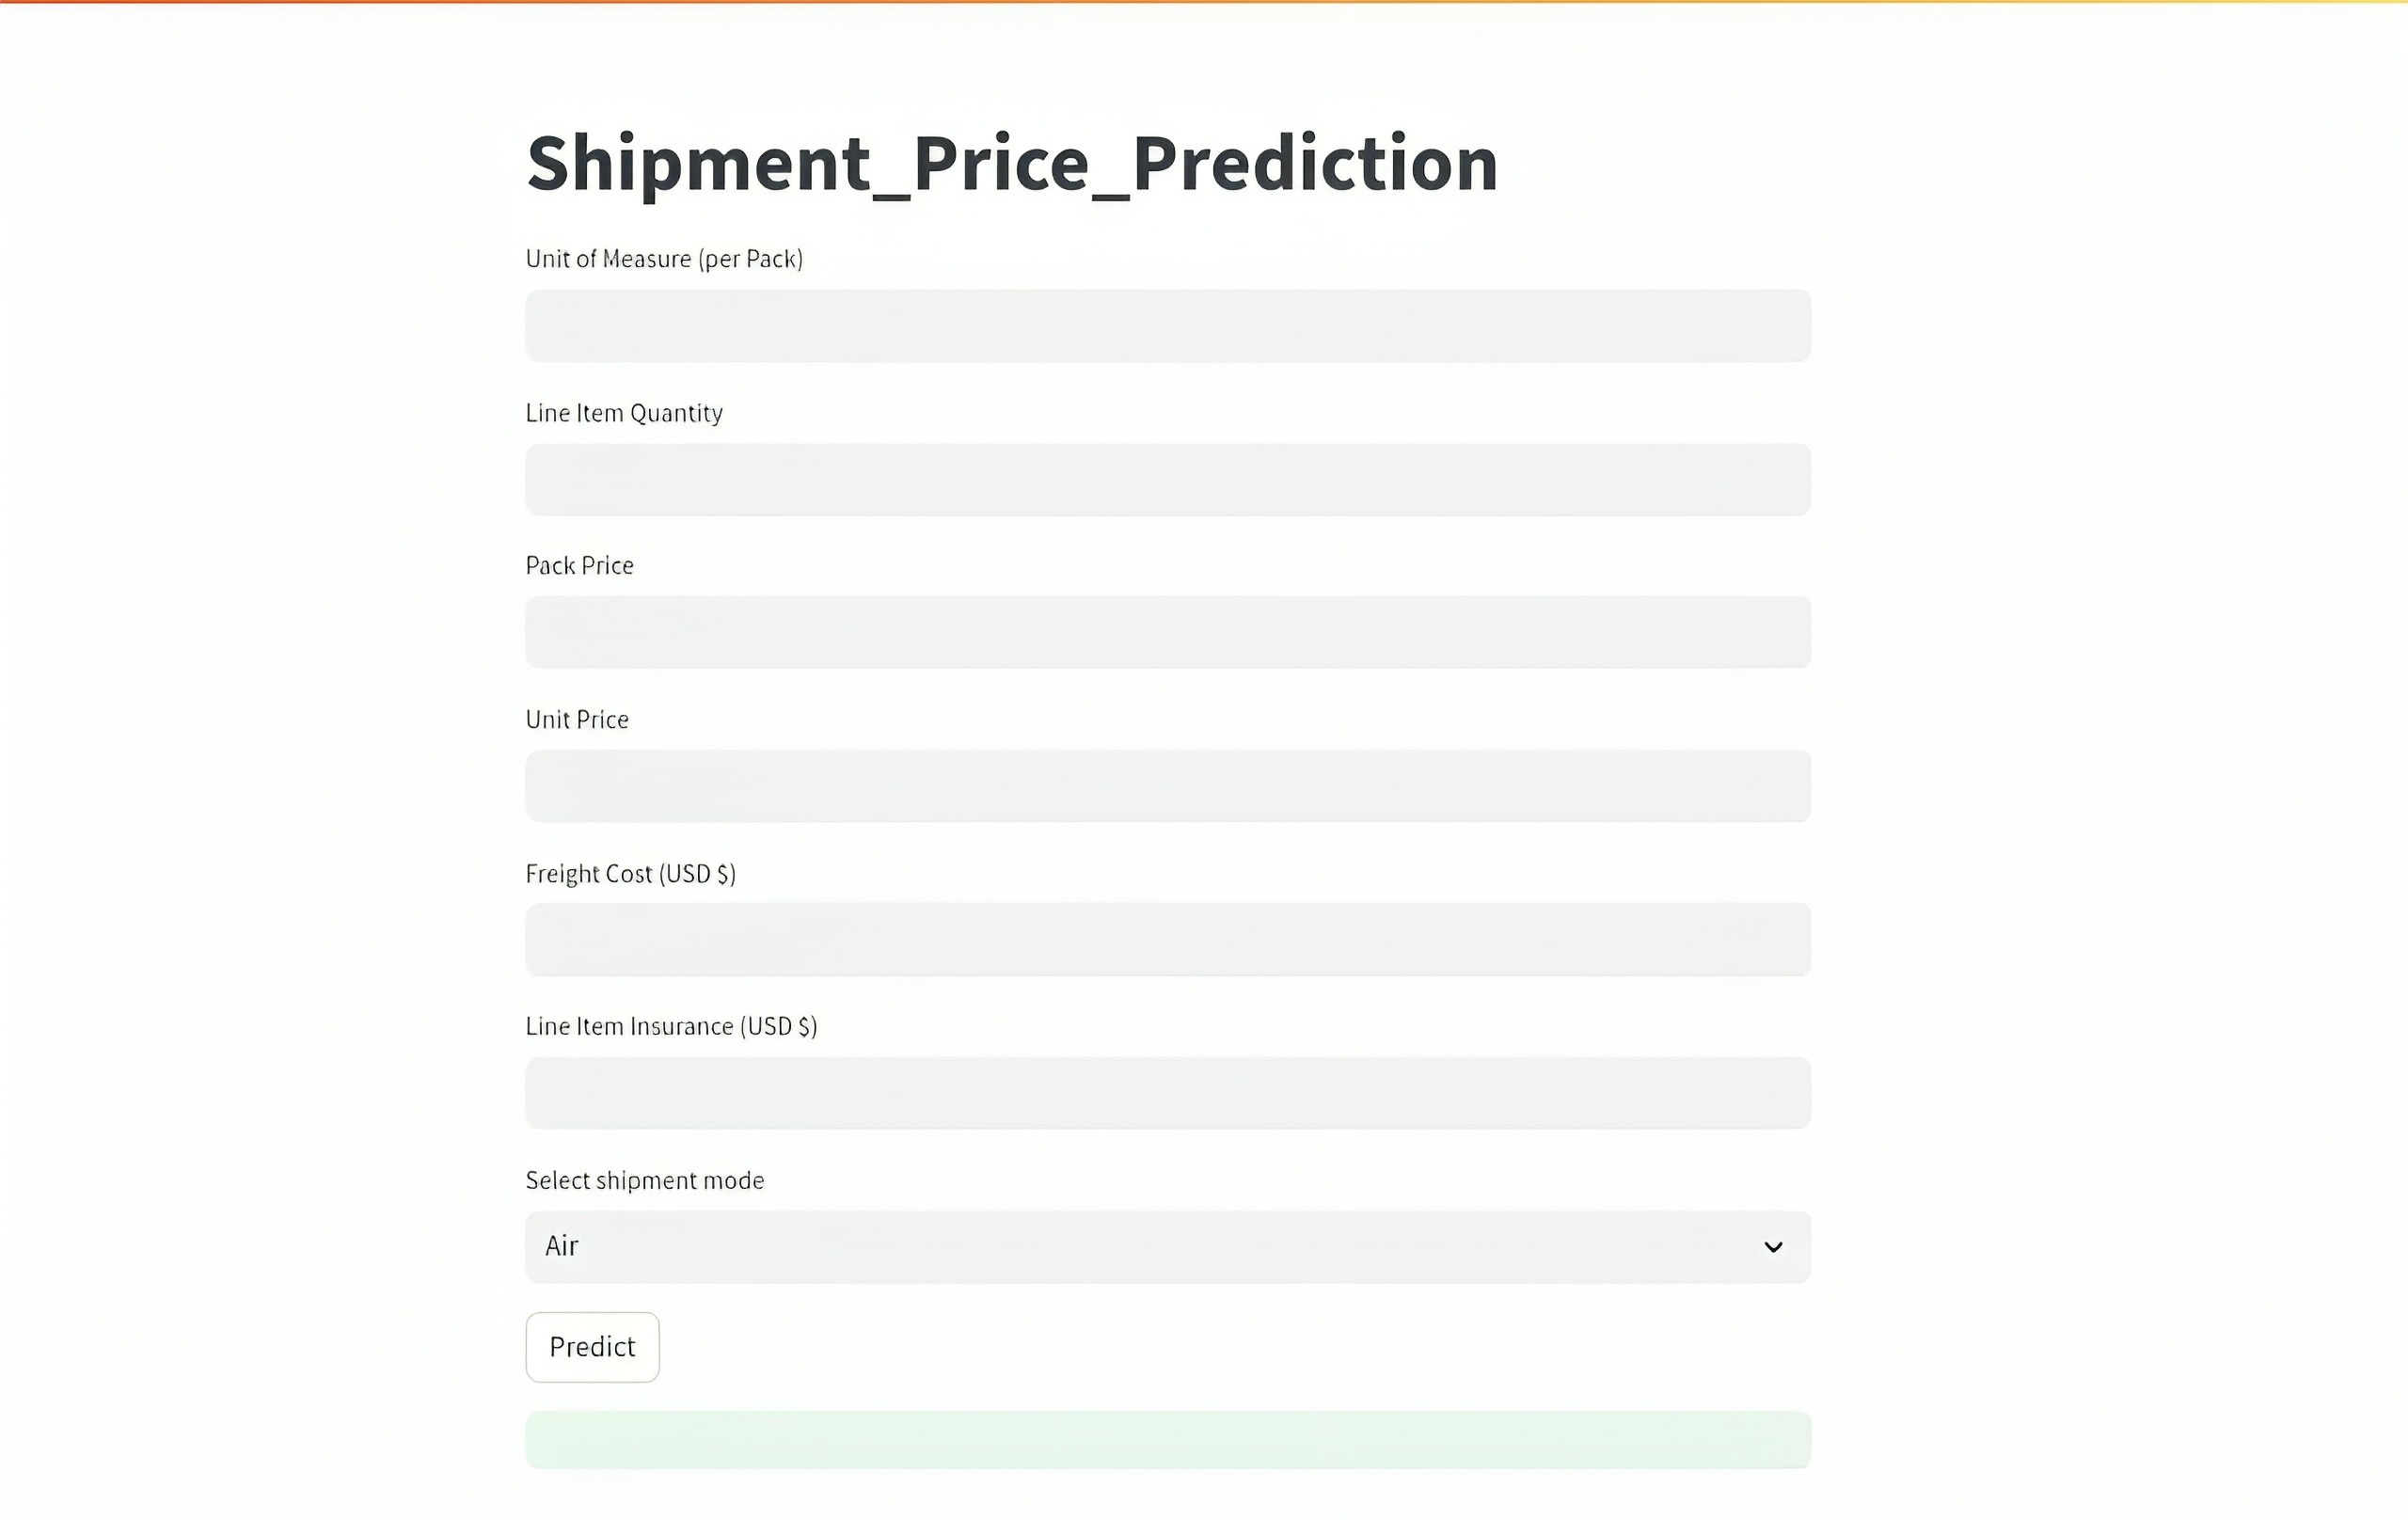 Shipment_Price_Prediction
Unit of Measure (per Pack)
Line Item Quantity
Pack Price
Unit Price
Freight Cost (USD $)
Line Item Insurance (USD $)
Select shipment mode
Air
Predict